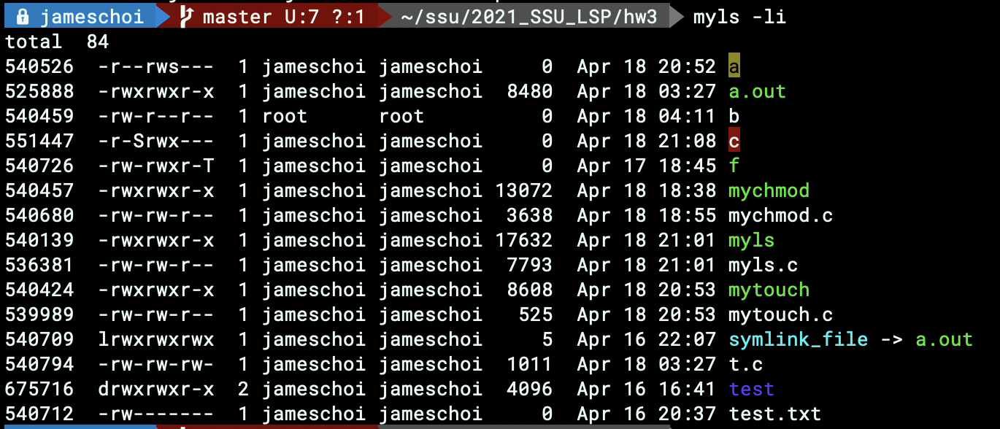 jameschoi master U:7 ?:1 ~/ssu/2021_SSU_LSP/hw3 myls -li
total 84
540526 -r--rws--- 1 jameschoi jameschoi 0 Apr 18 20:52 a
525888 -rwxrwxr-x 1 jameschoi jameschoi 8480 Apr 18 03:27 a.out
540459 -rw-r--r-- 1 root root 0 Apr 18 04:11 b
551447 -r-Srwx--- 1 jameschoi jameschoi 0 Apr 18 21:08 c
540726 -rw-rwxr-T 1 jameschoi jameschoi 0 Apr 17 18:45 f
540457 -rwxrwxr-x 1 jameschoi jameschoi 13072 Apr 18 18:38 mychmod
540680 -rw-rw-r-- 1 jameschoi jameschoi 3638 Apr 18 18:55 mychmod.c
540139 -rwxrwxr-x 1 jameschoi jameschoi 17632 Apr 18 21:01 myls
536381 -rw-rw-r-- 1 jameschoi jameschoi 7793 Apr 18 21:01 myls.c
540424 -rwxrwxr-x 1 jameschoi jameschoi 8608 Apr 18 20:53 mytouch
539989 -rw-rw-r-- 1 jameschoi jameschoi 525 Apr 18 20:53 mytouch.c
540709 lrwxrwxrwx 1 jameschoi jameschoi 5 Apr 16 22:07 symlink_file -> a.out
540794 -rw-rw-rw- 1 jameschoi jameschoi 1011 Apr 18 03:27 t.c
675716 drwxrwxr-x 2 jameschoi jameschoi 4096 Apr 16 16:41 test
540712 -rw------- 1 jameschoi jameschoi 0 Apr 16 20:37 test.txt